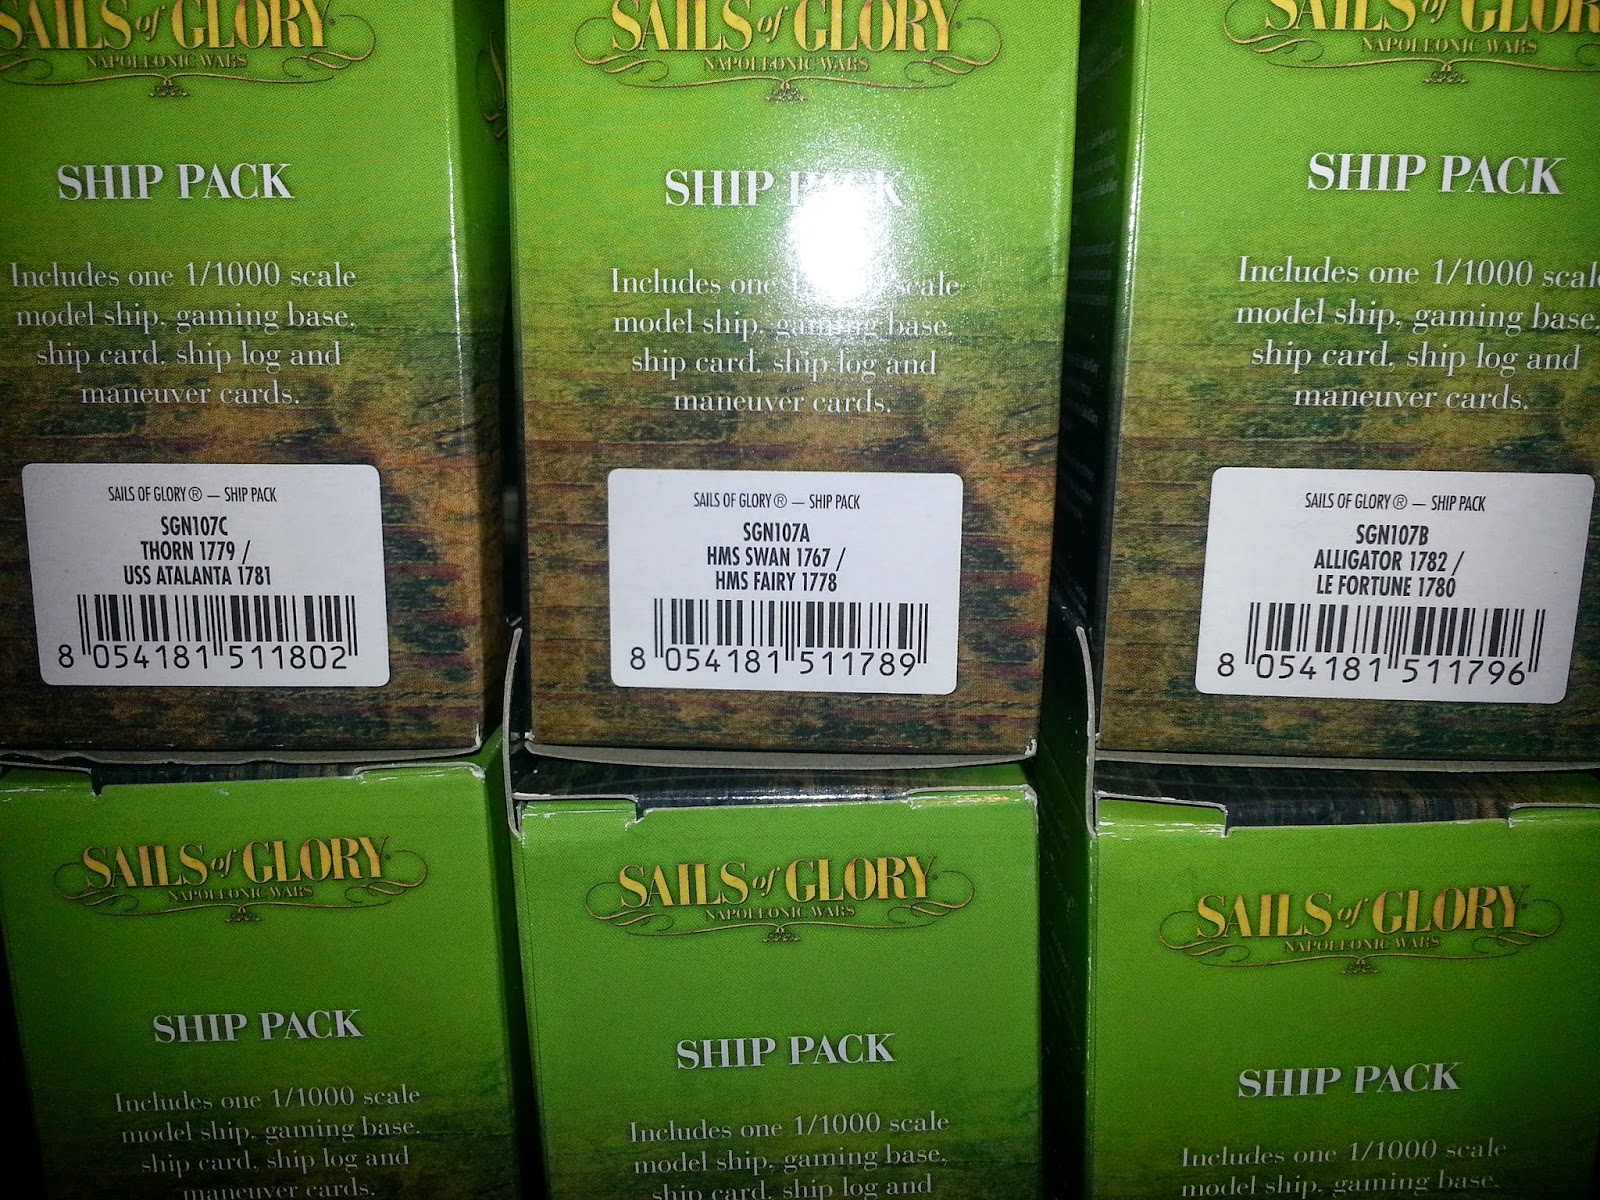 SAILS of GLORY
NAPOLEONIC WARS
SHIP PACK
Includes one 1/1000 scale
model ship, gaming base,
ship card, ship log and
maneuver cards.
SAILS OF GLORY® — SHIP PACK
SGN107C
THORN 1779 /
USS ATALANTA 1781
8 054181 511802
SAILS of GLORY
NAPOLEONIC WARS
SHIP PACK
Includes one scale
model ship, gaming base,
ship card, ship log and
maneuver cards.
SAILS OF GLORY® — SHIP PACK
SGN107A
HMS SWAN 1767 /
HMS FAIRY 1778
8 054181 511789
SAILS of GLORY
NAPOLEONIC WARS
SHIP PACK
Includes one 1/1000 scale
model ship, gaming base,
ship card, ship log and
maneuver cards.
SAILS OF GLORY® — SHIP PACK
SGN107B
ALLIGATOR 1782 /
LE FORTUNE 1780
8 054181 511796
SAILS of GLORY
NAPOLEONIC WARS
SHIP PACK
Includes one 1/1000 scale
model ship, gaming base,
ship card, ship log and
maneuver cards.
SAILS of GLORY
NAPOLEONIC WARS
SHIP PACK
Includes one 1/1000 scale
model ship, gaming base,
ship card, ship log and
SAILS of GLORY
NAPOLEONIC WARS
SHIP PACK
Includes one 1/1000 scale
model ship, gaming base,